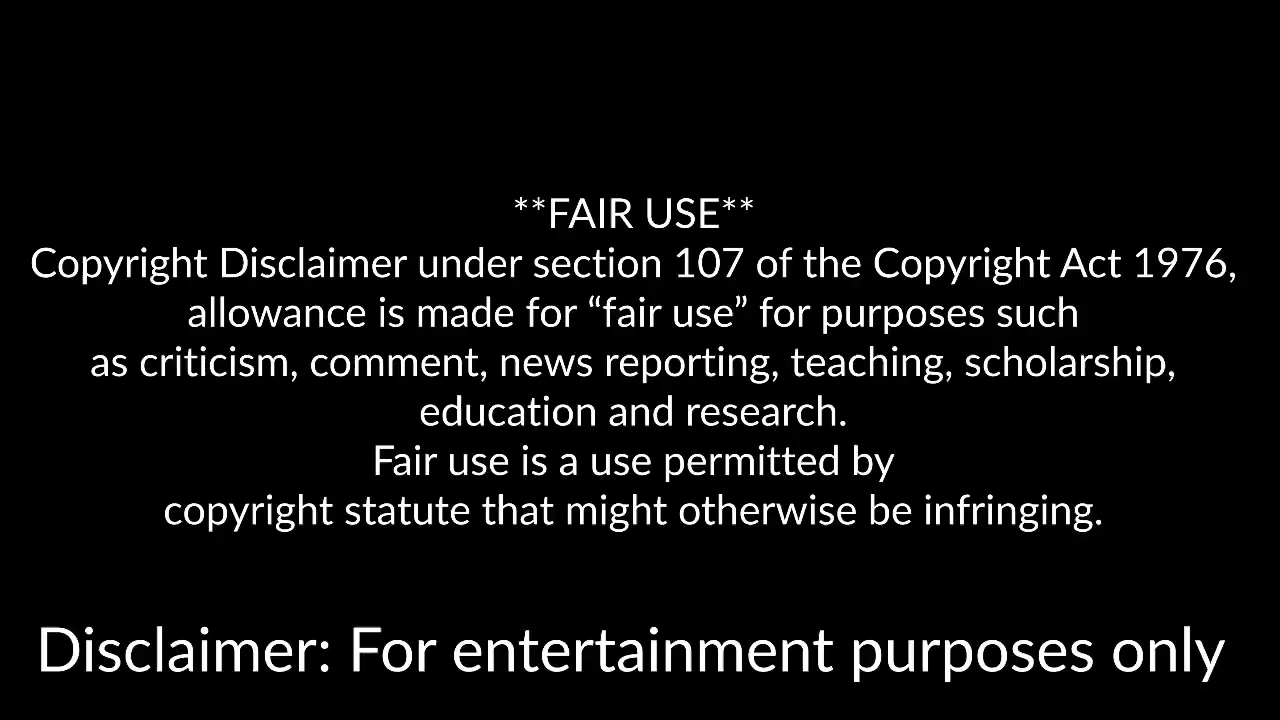 **FAIR USE**
Copyright Disclaimer under section 107 of the Copyright Act 1976,
allowance is made for “fair use” for purposes such
as criticism, comment, news reporting, teaching, scholarship,
education and research.
Fair use is a use permitted by
copyright statute that might otherwise be infringing.
Disclaimer: For entertainment purposes only